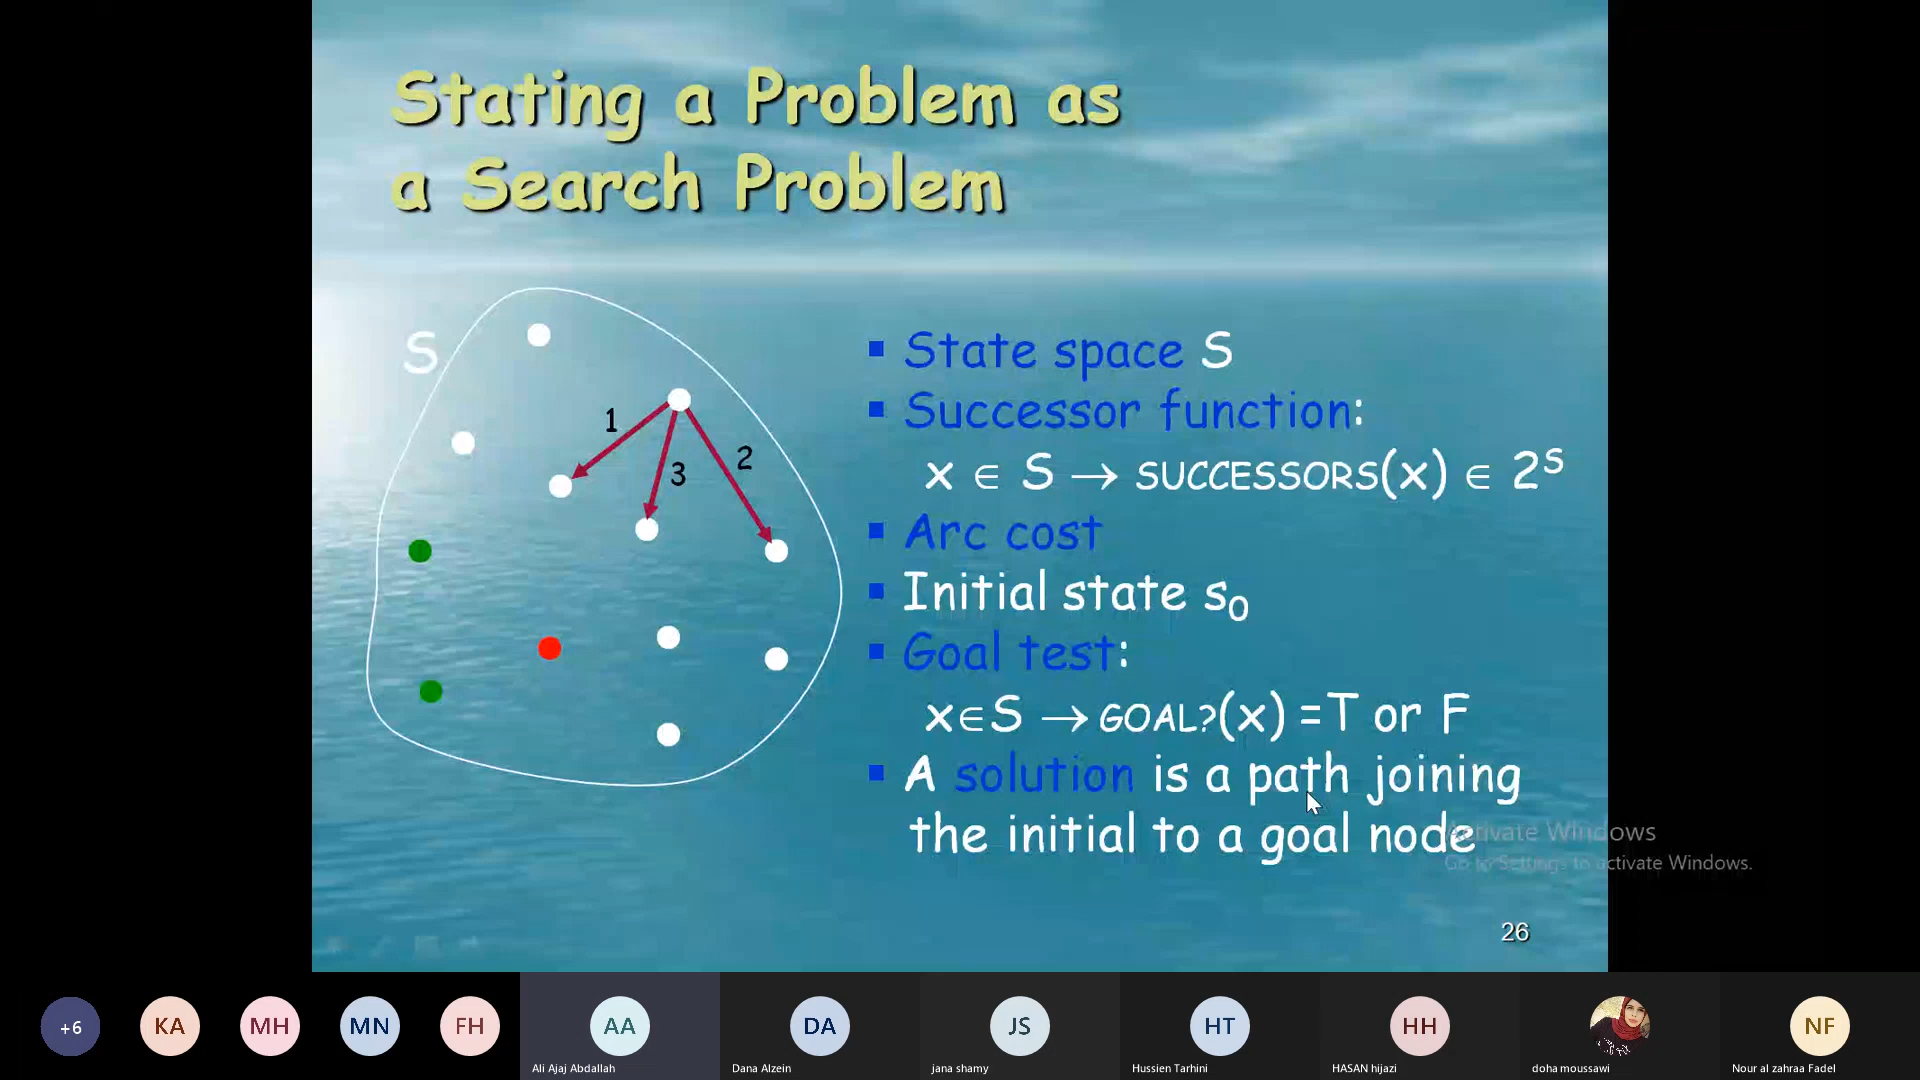 Stating a Problem as
a Search Problem
S
1
3
2
State space S
Successor function:
x ∈ S → SUCCESSORS(x) ∈ 2ˢ
Arc cost
Initial state s₀
Goal test:
x∈S → GOAL?(x) =T or F
A solution is a path joining
the initial to a goal node
Activate Windows
Go to Settings to activate Windows.
26
+6
KA
MH
MN
FH
AA
DA
JS
HT
HH
NF
Ali Ajaj Abdallah
Dana Alzein
jana shamy
Hussien Tarhini
HASAN hijazi
doha moussawi
Nour al zahraa Fadel